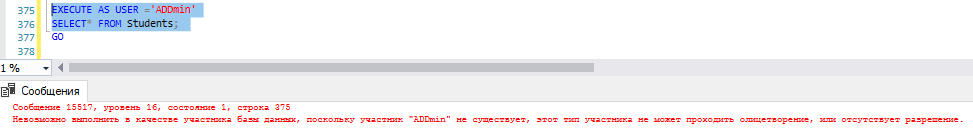 375 EXECUTE AS USER ='ADDmin'
376 SELECT* FROM Students;
377 GO
378
1 %
Сообщения
Сообщение 15517, уровень 16, состояние 1, строка 375
Невозможно выполнить в качестве участника базы данных, поскольку участник "ADDmin" не существует, этот тип участника не может проходить олицетворение, или отсутствует разрешение.